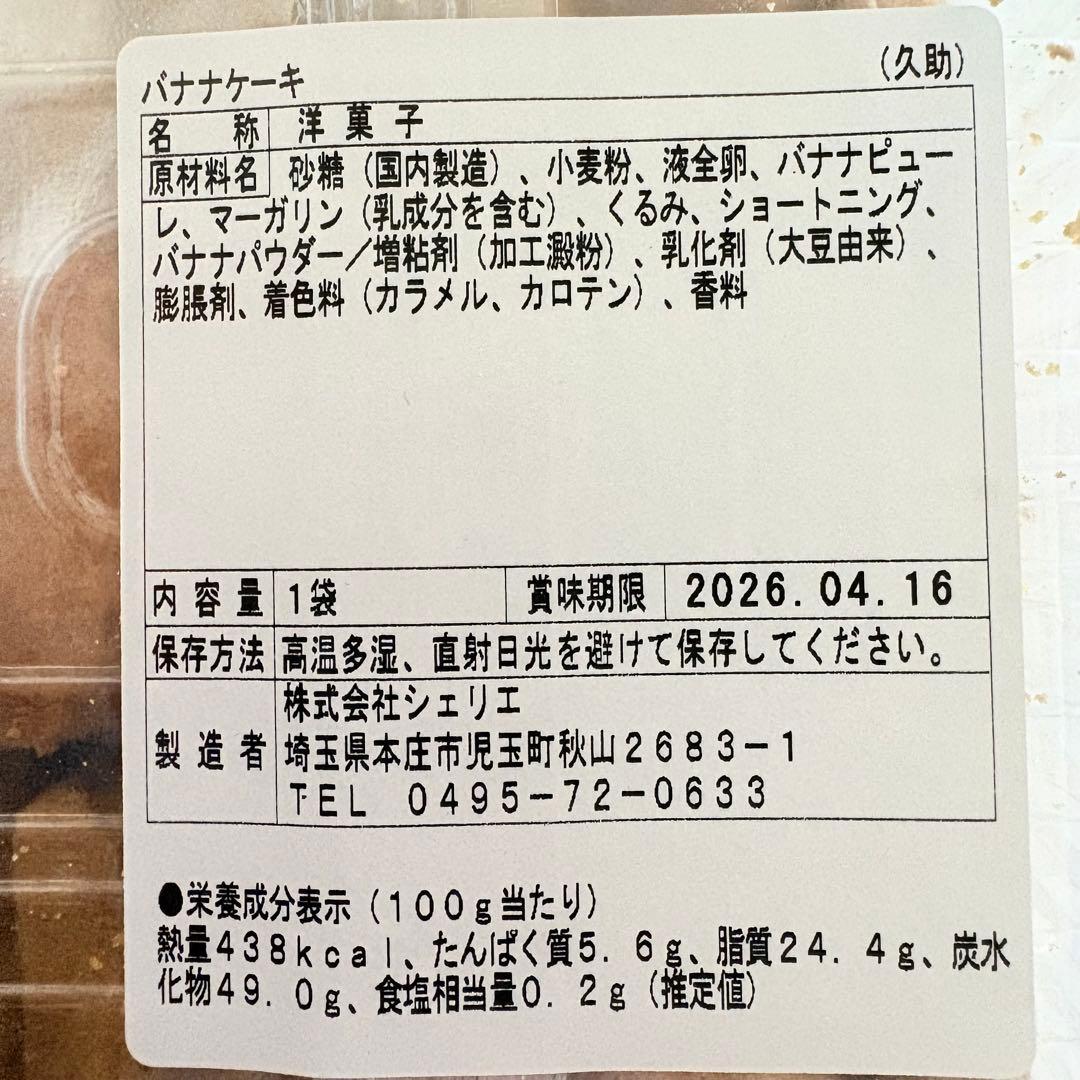 バナナケーキ
(久助)
名称 洋菓子
原材料名 砂糖(国内製造)、小麦粉、液全卵、バナナピュー
レ、マーガリン(乳成分を含む)、くるみ、ショートニング、
バナナパウダー/増粘剤(加工澱粉)、乳化剤(大豆由来)、
膨脹剤、着色料(カラメル、カロテン)、香料
内容量 1袋 賞味期限 2026.04.16
保存方法 高温多湿、直射日光を避けて保存してください。
製造者 株式会社シェリエ
埼玉県本庄市児玉町秋山2683-1
TEL 0495-72-0633
●栄養成分表示(100g当たり)
熱量438kcal、たんぱく質5.6g、脂質24.4g、炭水
化物49.0g、食塩相当量0.2g(推定値)